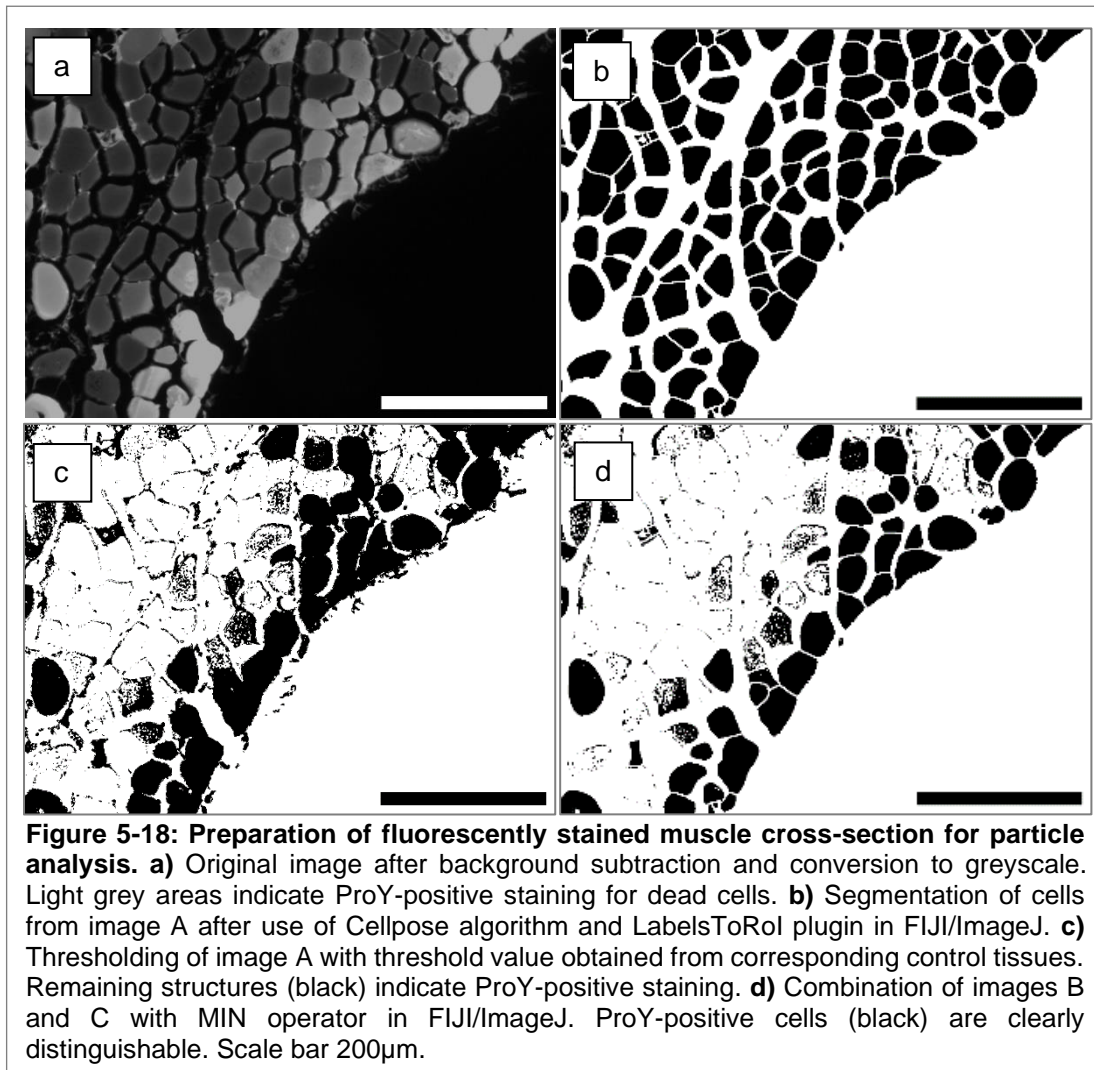 a
b
c
d
Figure 5-18: Preparation of fluorescently stained muscle cross-section for particle
analysis. a) Original image after background subtraction and conversion to greyscale.
Light grey areas indicate ProY-positive staining for dead cells. b) Segmentation of cells
from image A after use of Cellpose algorithm and LabelsToRoI plugin in FIJI/ImageJ. c)
Thresholding of image A with threshold value obtained from corresponding control tissues.
Remaining structures (black) indicate ProY-positive staining. d) Combination of images B
and C with MIN operator in FIJI/ImageJ. ProY-positive cells (black) are clearly
distinguishable. Scale bar 200µm.